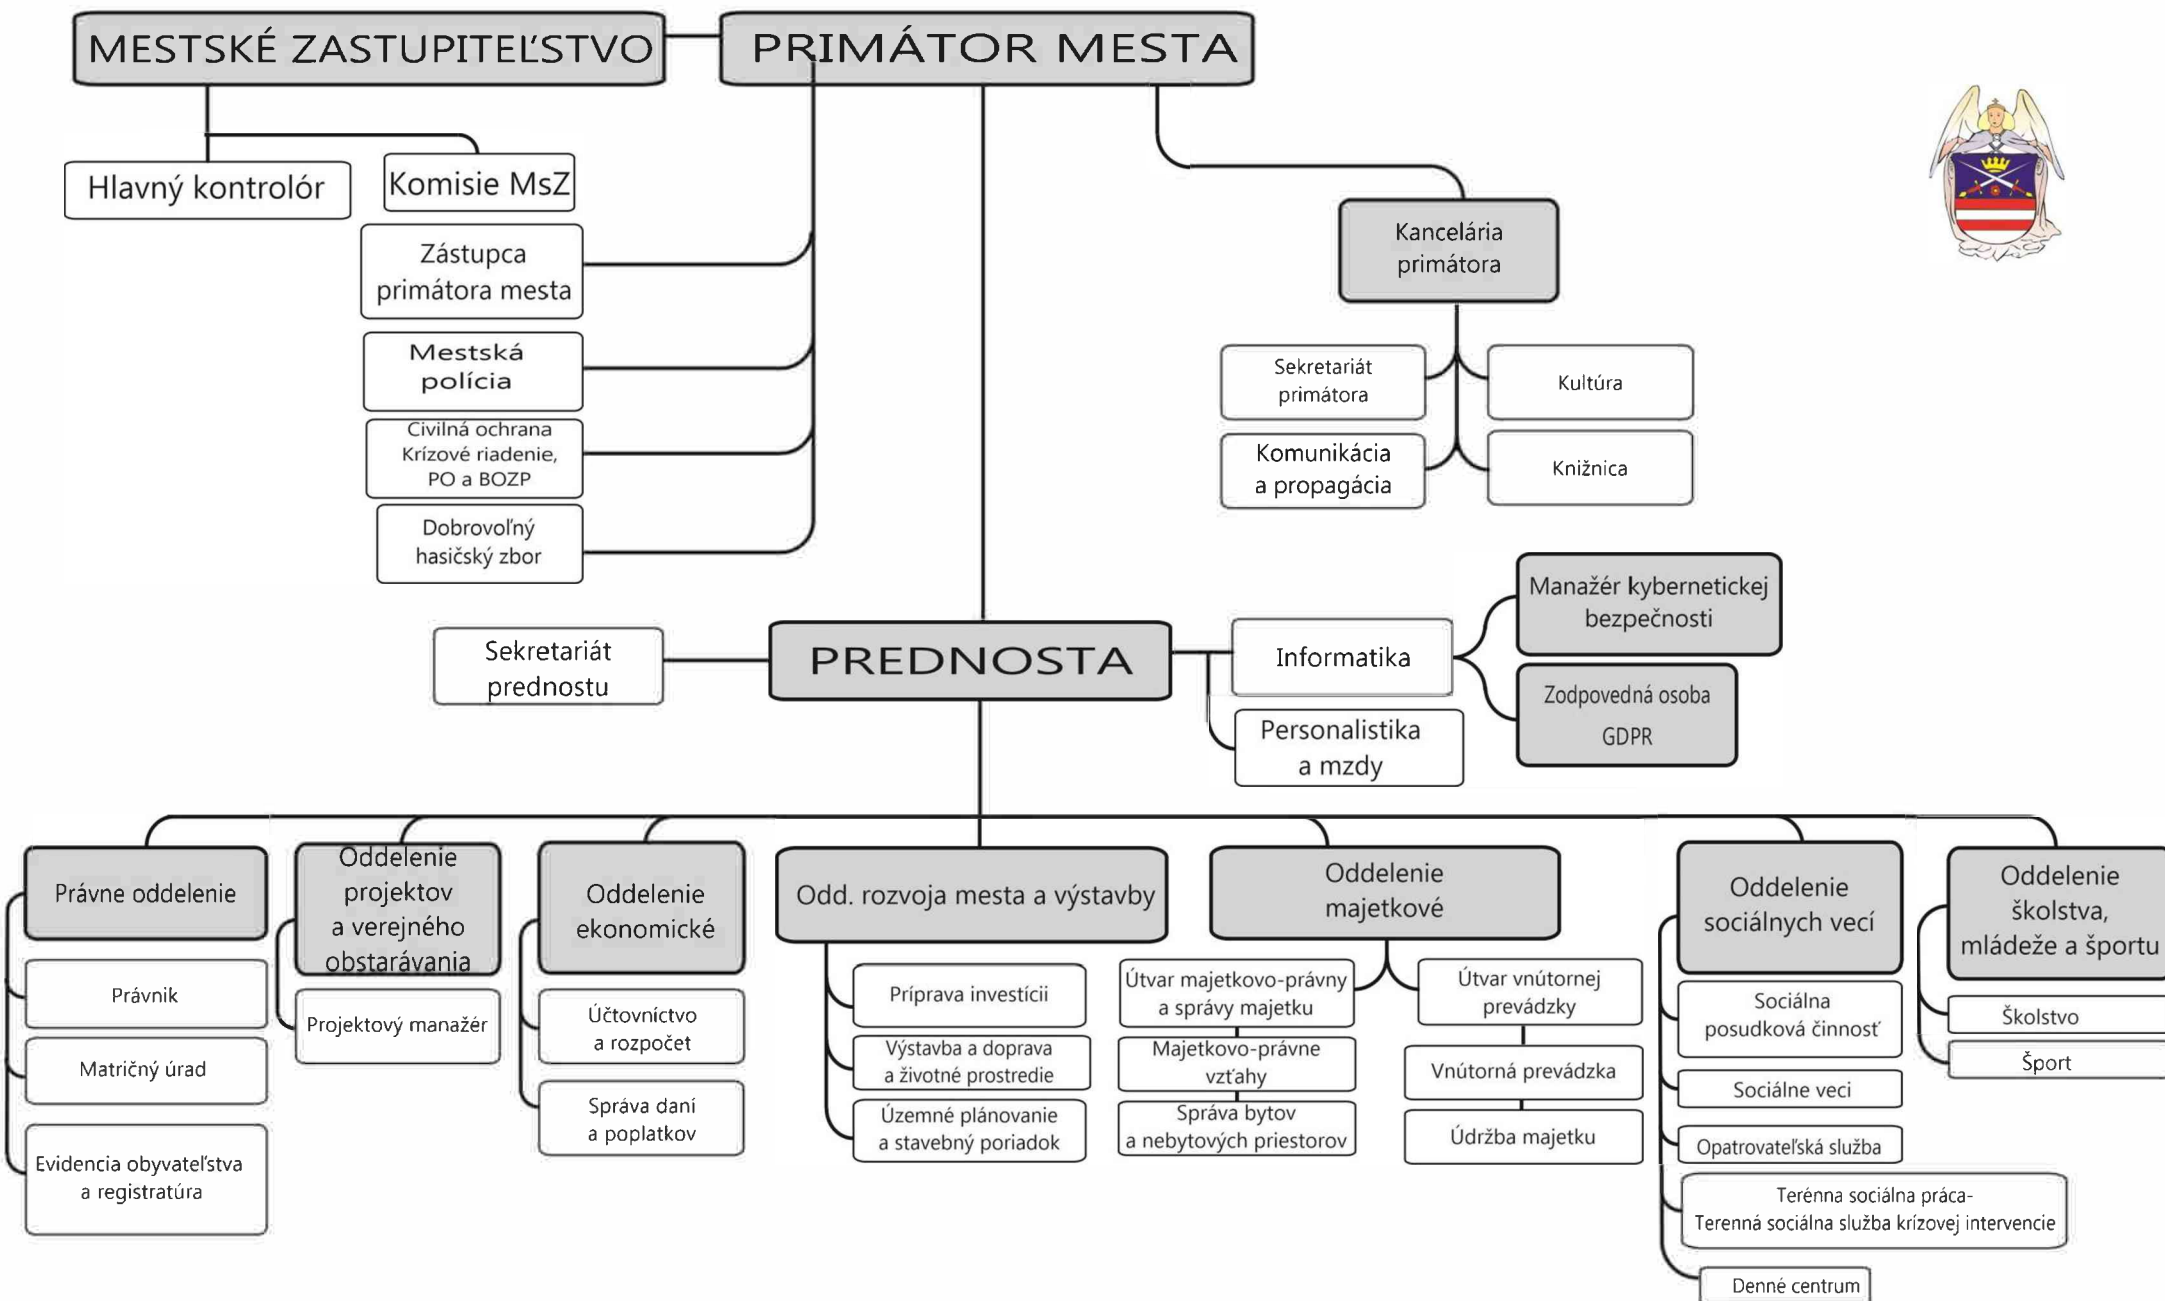 MESTSKÉ ZASTUPITEĽSTVO
PRIMÁTOR MESTA
Hlavný kontrolór
Komisie MsZ
Zástupca
primátora mesta
Mestská
polícia
Civilná ochrana
Krízové riadenie,
PO a BOZP
Dobrovoľný
hasičský zbor
Kancelária
primátora
Sekretariát
primátora
Kultúra
Komunikácia
a propagácia
Knižnica
Sekretariát
prednostu
PREDNOSTA
Informatika
Personalistika
a mzdy
Manažér kybernetickej
bezpečnosti
Zodpovedná osoba
GDPR
Právne oddelenie
Právnik
Matričný úrad
Evidencia obyvateľstva
a registratúra
Oddelenie
projektov
a verejného
obstarávania
Projektový manažér
Oddelenie
ekonomické
Účtovníctvo
a rozpočet
Správa daní
a poplatkov
Odd. rozvoja mesta a výstavby
Príprava investícii
Výstavba a doprava
a životné prostredie
Územné plánovanie
a stavebný poriadok
Oddelenie
majetkové
Útvar majetkovo-právny
a správy majetku
Majetkovo-právne
vzťahy
Správa bytov
a nebytových priestorov
Útvar vnútornej
prevádzky
Vnútorná prevádzka
Údržba majetku
Oddelenie
sociálnych vecí
Sociálna
posudková činnosť
Sociálne veci
Opatrovateľská služba
Terénna sociálna práca-
Terenná sociálna služba krízovej intervencie
Denné centrum
Oddelenie
školstva,
mládeže a športu
Školstvo
Šport